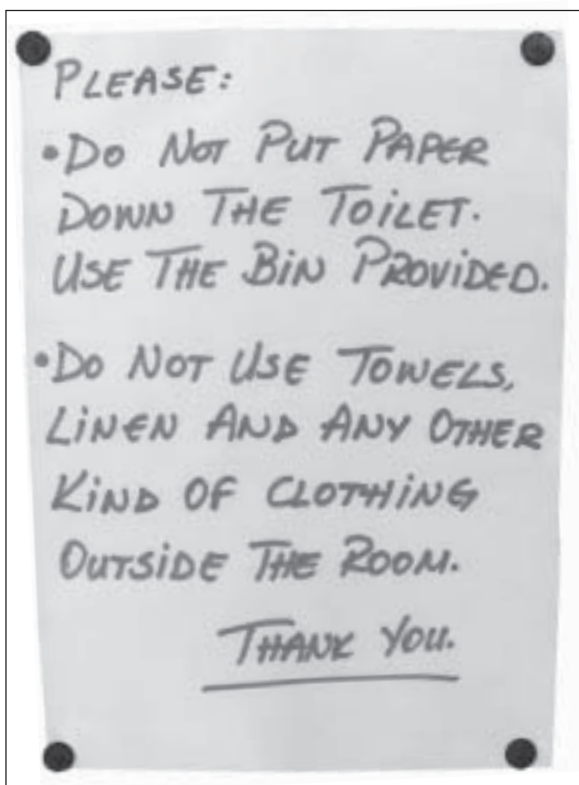 PLEASE:
•DO NOT PUT PAPER
DOWN THE TOILET.
USE THE BIN PROVIDED.
•DO NOT USE TOWELS,
LINEN AND ANY OTHER
KIND OF CLOTHING
OUTSIDE THE ROOM.
THANK YOU.